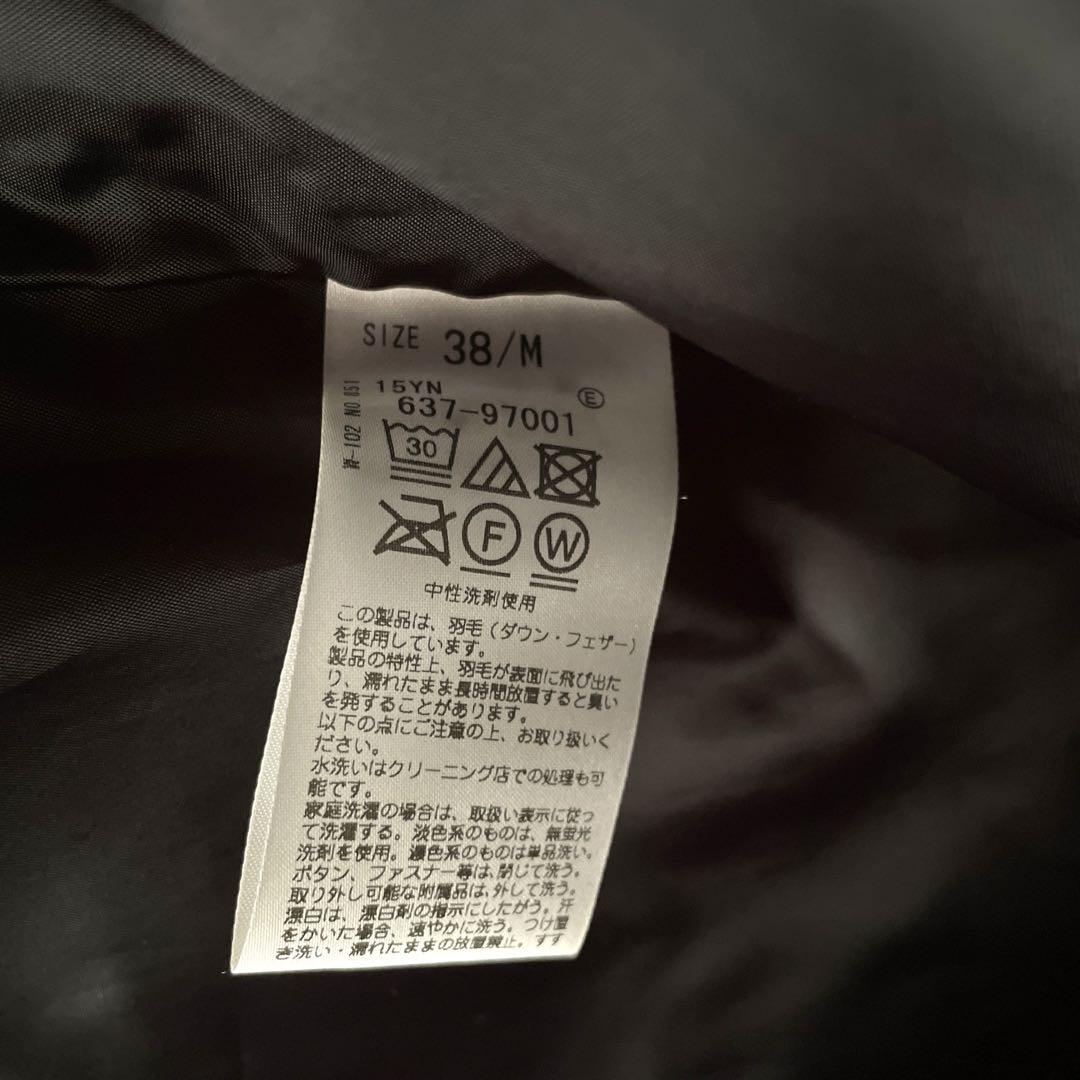 SIZE 38/M
15YN
637-97001
E
W-102 NO.051
30
F
W
中性洗剤使用
この製品は、羽毛(ダウン・フェザー)
を使用しています。
製品の特性上、羽毛が表面に飛び出た
り、濡れたまま長時間放置すると臭い
を発することがあります。
以下の点にご注意の上、お取り扱いく
ださい。
水洗いはクリーニング店での処理も可
能です。
家庭洗濯の場合は、取扱い表示に従っ
て洗濯する。淡色系のものは、無蛍光
洗剤を使用。濃色系のものは単品洗い。
ボタン、ファスナー等は、閉じて洗う。
取り外し可能な附属品は、外して洗う。
漂白は、漂白剤の指示にしたがう。汗
をかいた場合、速やかに洗う。つけ置
き洗い・濡れたままの放置禁止。すす